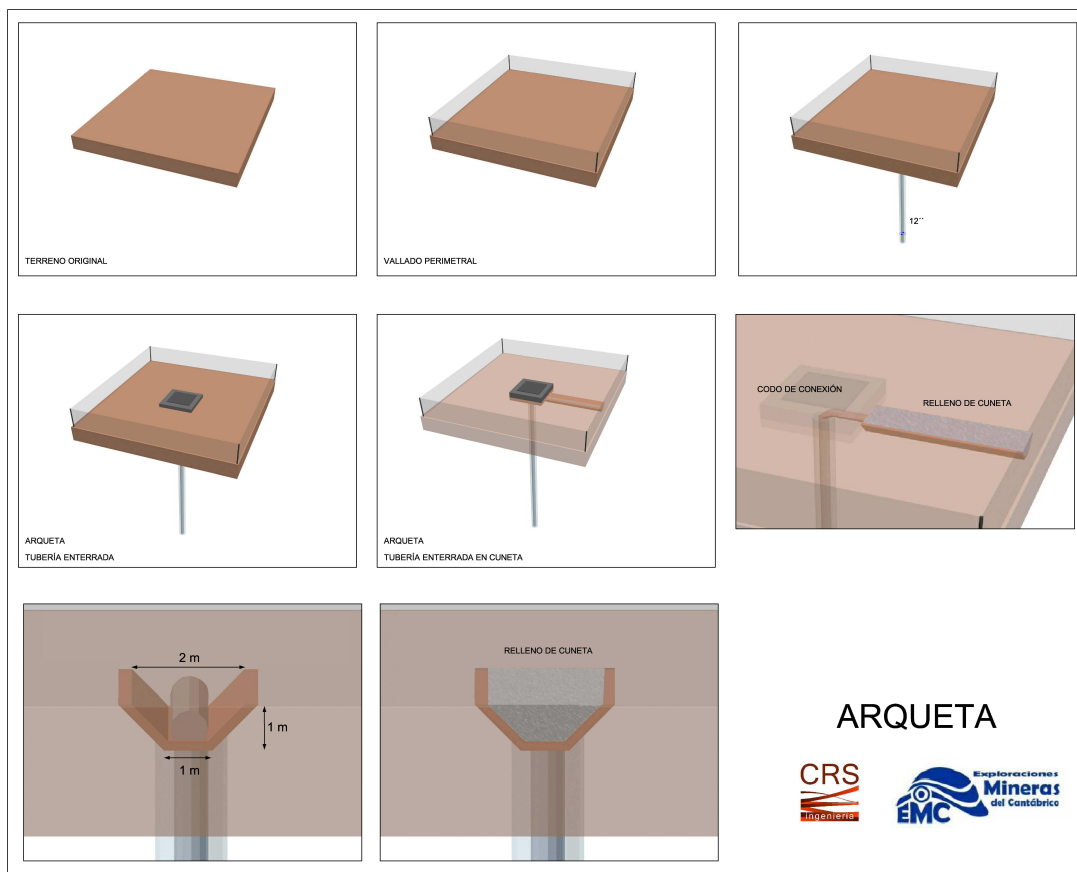 TERRENO ORIGINAL
VALLADO PERIMETRAL
12´´
ARQUETA
TUBERÍA ENTERRADA
ARQUETA
TUBERÍA ENTERRADA EN CUNETA
CODO DE CONEXIÓN
RELLENO DE CUNETA
2 m
1 m
1 m
RELLENO DE CUNETA
ARQUETA
CRS
ingeniería
EMC
Exploraciones
Mineras
del Cantábrico